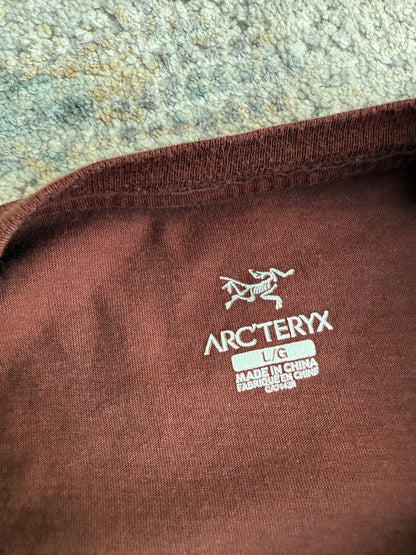 ARC'TERYX
L/G
MADE IN CHINA
FABRIQUÉ EN CHINE